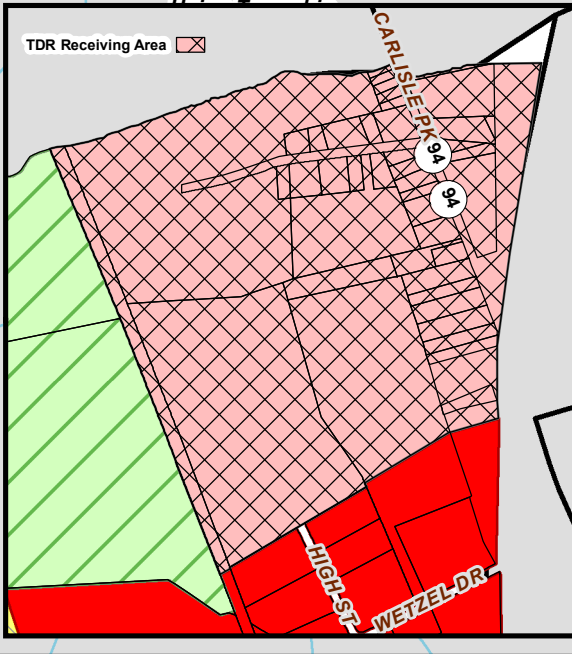 TDR Receiving Area
CARLISLE PK
94
94
HIGH ST
WETZEL DR